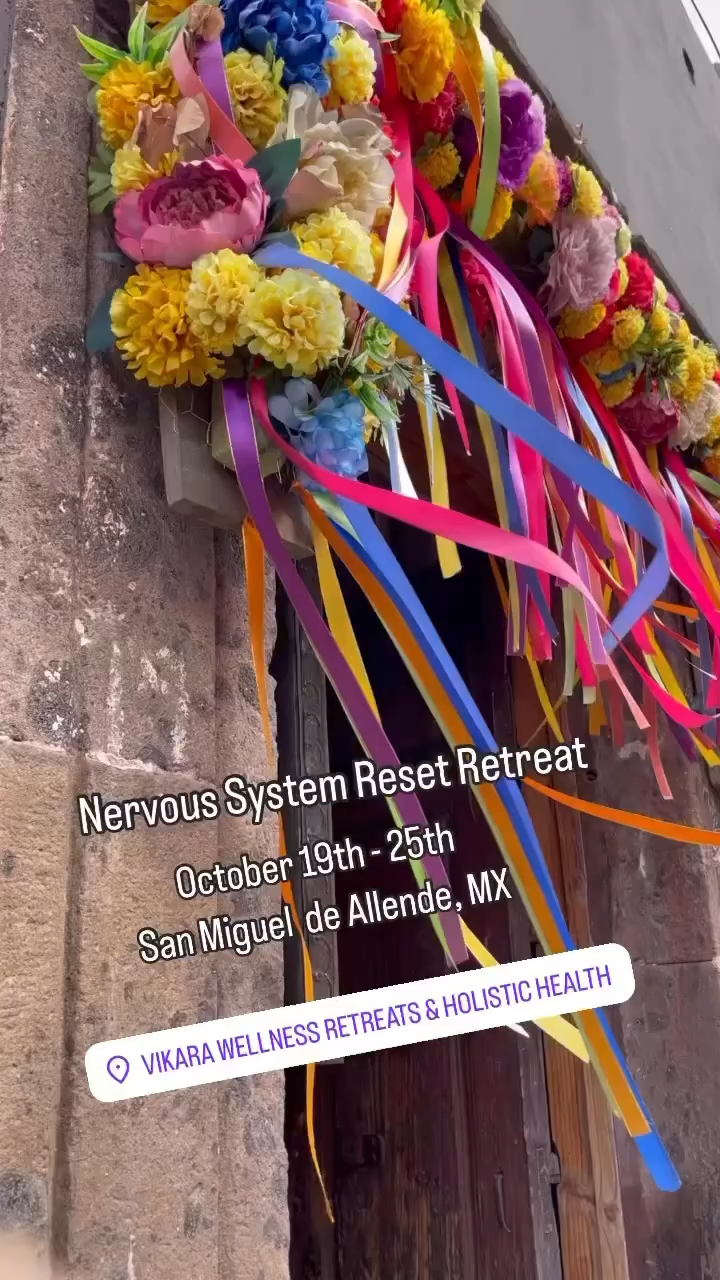 Nervous System Reset Retreat
October 19th - 25th
San Miguel de Allende, MX
VIKARA WELLNESS RETREATS & HOLISTIC HEALTH